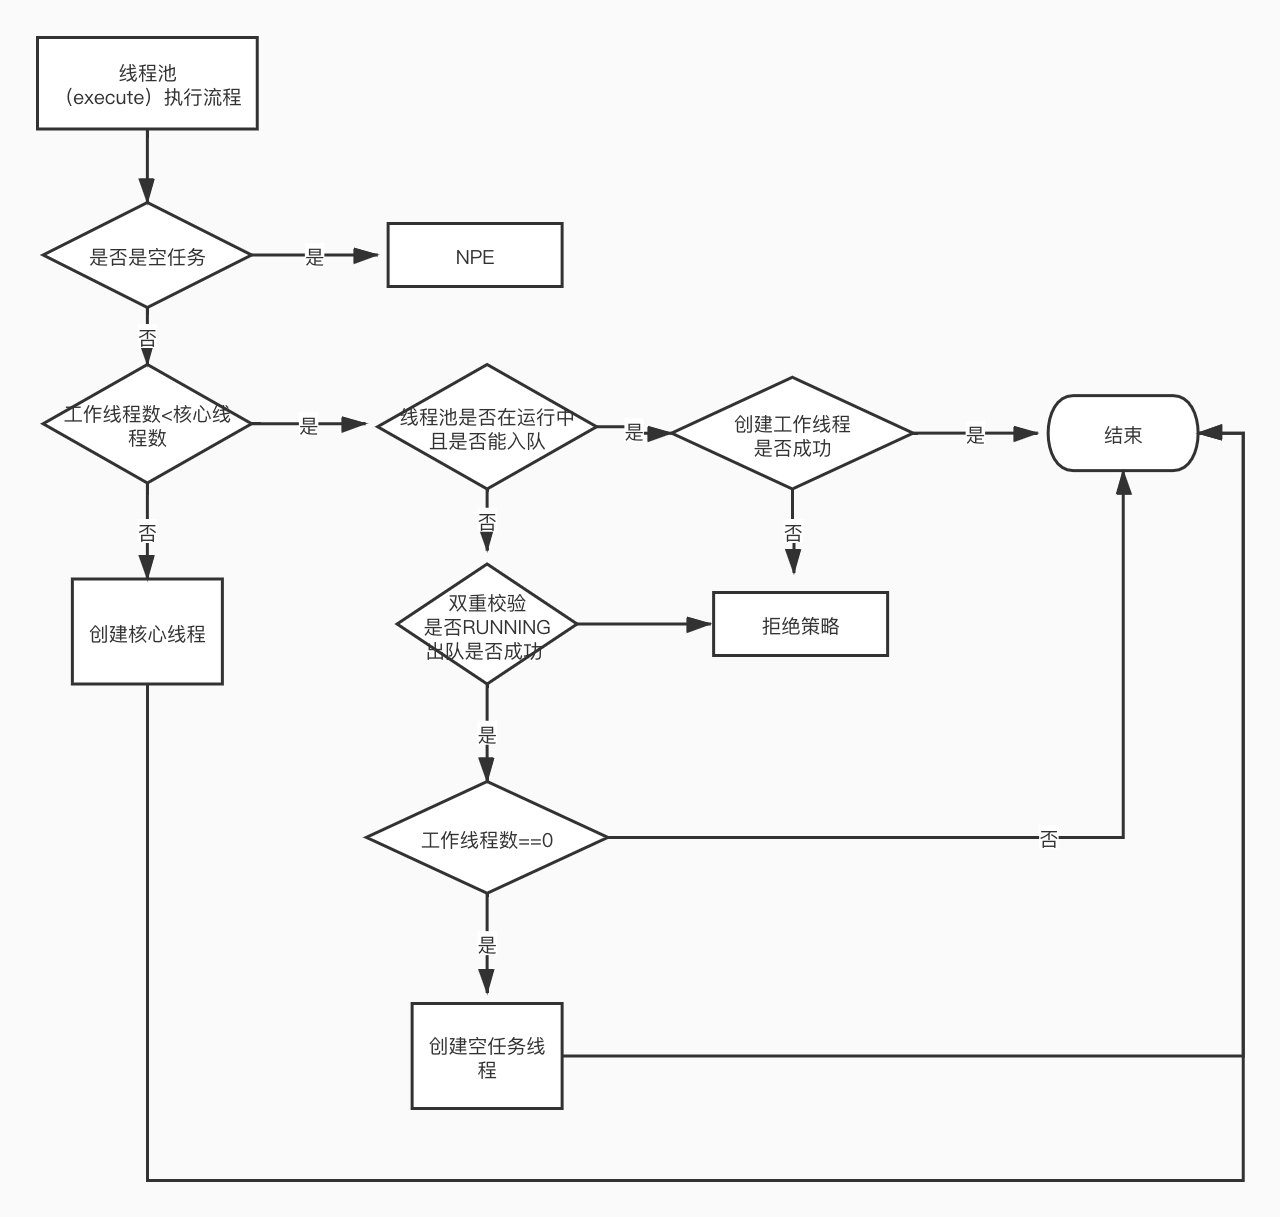 线程池
（execute）执行流程
是否是空任务
是
NPE
否
工作线程数<核心线
程数
是
线程池是否在运行中
且是否能入队
是
创建工作线程
是否成功
是
结束
否
创建核心线程
否
双重校验
是否RUNNING
出队是否成功
否
拒绝策略
是
工作线程数==0
否
是
创建空任务线
程